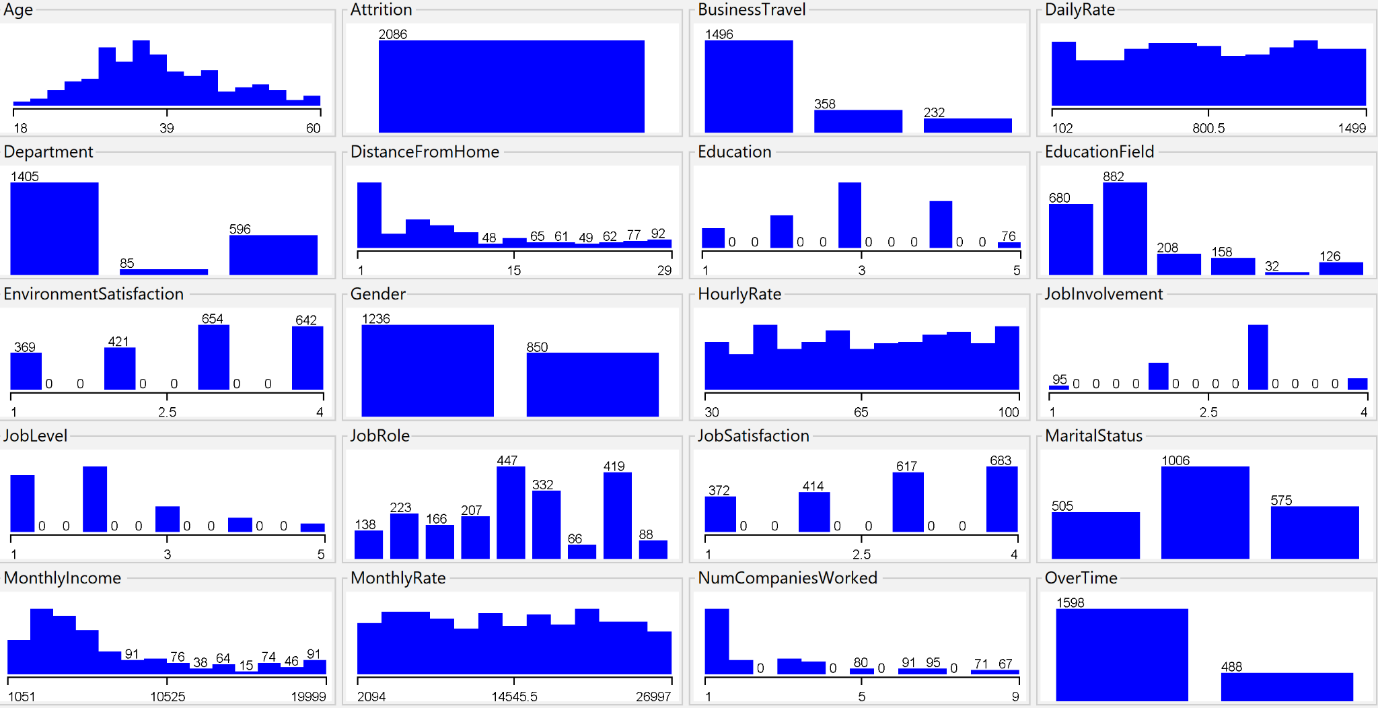 Age Attrition BusinessTravel DailyRate
2086 1496 358 232
18 39 60 102 800.5 1499
Department DistanceFromHome Education EducationField
1405 85 596 48 65 61 49 62 77 92 0 0 0 0 0 0 0 0 0 76 680 882 208 158 32 126
1 15 29 1 3 5
EnvironmentSatisfaction Gender HourlyRate JobInvolvement
369 0 0 421 0 0 654 0 0 642 1236 850 95 0 0 0 0 0 0 0 0 0 0 0 0
1 2.5 4 30 65 100 1 2.5 4
JobLevel JobRole JobSatisfaction MaritalStatus
0 0 0 0 0 0 0 0 138 223 166 207 447 332 66 419 88 372 0 0 414 0 0 617 0 0 683 505 1006 575
1 3 5 1 2.5 4
MonthlyIncome MonthlyRate NumCompaniesWorked OverTime
91 76 38 64 15 74 46 91 0 0 80 0 91 95 0 71 67 1598 488
1051 10525 19999 2094 14545.5 26997 1 5 9